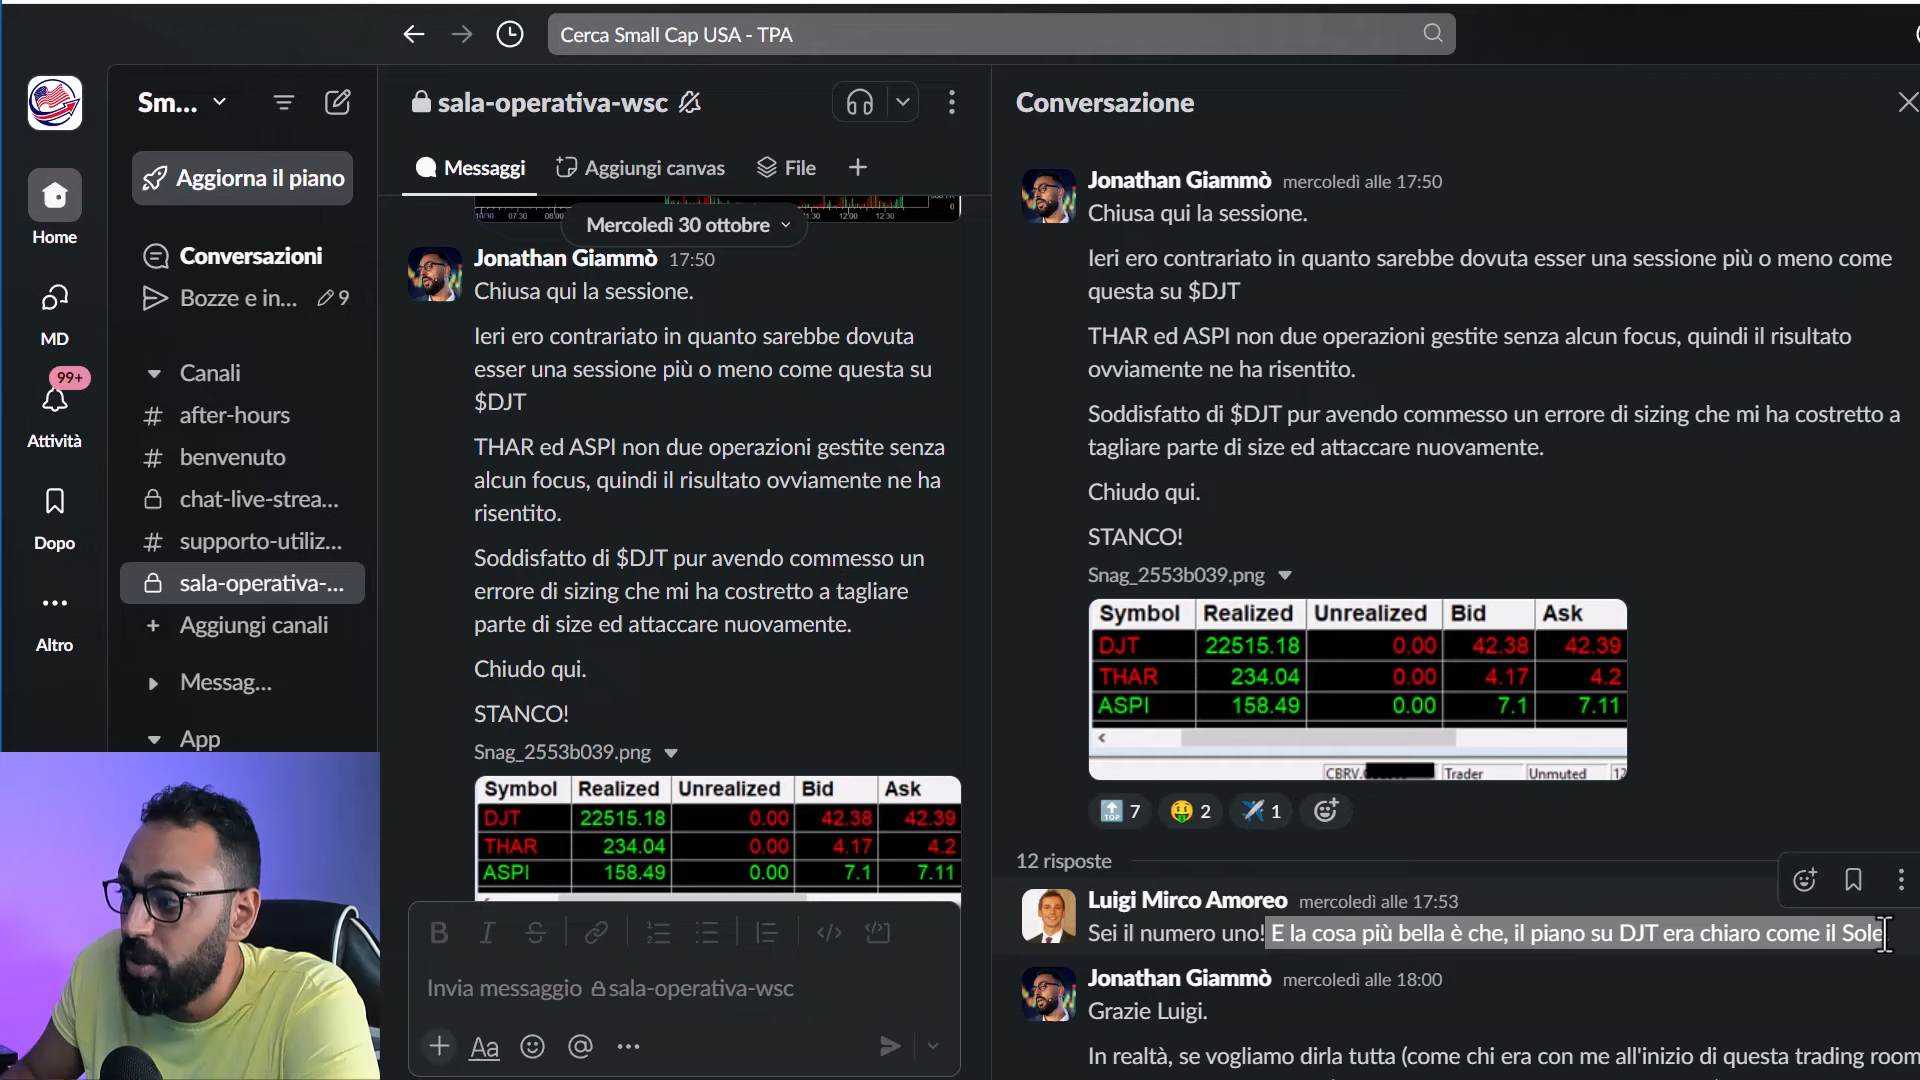 Cerca Small Cap USA - TPA
Sm...
Aggiorna il piano
Home
MD
99+
Attività
Dopo
Altro
Conversazioni
Bozze e in... 9
Canali
# after-hours
# benvenuto
chat-live-strea...
# supporto-utiliz...
sala-operativa-...
+ Aggiungi canali
Messag...
App
sala-operativa-wsc
Messaggi
Aggiungi canvas
File
07:30
12:00 12:30
Mercoledì 30 ottobre
Jonathan Giammò 17:50
Chiusa qui la sessione.
Ieri ero contrariato in quanto sarebbe dovuta
esser una sessione più o meno come questa su
$DJT
THAR ed ASPI non due operazioni gestite senza
alcun focus, quindi il risultato ovviamente ne ha
risentito.
Soddisfatto di $DJT pur avendo commesso un
errore di sizing che mi ha costretto a tagliare
parte di size ed attaccare nuovamente.
Chiudo qui.
STANCO!
Snag_2553b039.png
Symbol Realized Unrealized Bid Ask
DJT 22515.18 0.00 42.38 42.39
THAR 234.04 0.00 4.17 4.2
ASPI 158.49 0.00 7.1 7.11
B I S
Invia messaggio sala-operativa-wsc
+ Aa @
Conversazione
Jonathan Giammò mercoledì alle 17:50
Chiusa qui la sessione.
Ieri ero contrariato in quanto sarebbe dovuta esser una sessione più o meno come
questa su $DJT
THAR ed ASPI non due operazioni gestite senza alcun focus, quindi il risultato
ovviamente ne ha risentito.
Soddisfatto di $DJT pur avendo commesso un errore di sizing che mi ha costretto a
tagliare parte di size ed attaccare nuovamente.
Chiudo qui.
STANCO!
Snag_2553b039.png
Symbol Realized Unrealized Bid Ask
DJT 22515.18 0.00 42.38 42.39
THAR 234.04 0.00 4.17 4.2
ASPI 158.49 0.00 7.1 7.11
CBRV. Trader Unmuted 12
TOP 7 2 1
12 risposte
Luigi Mirco Amoreo mercoledì alle 17:53
Sei il numero uno! E la cosa più bella è che, il piano su DJT era chiaro come il Sole
Jonathan Giammò mercoledì alle 18:00
Grazie Luigi.
In realtà, se vogliamo dirla tutta (come chi era con me all'inizio di questa trading room